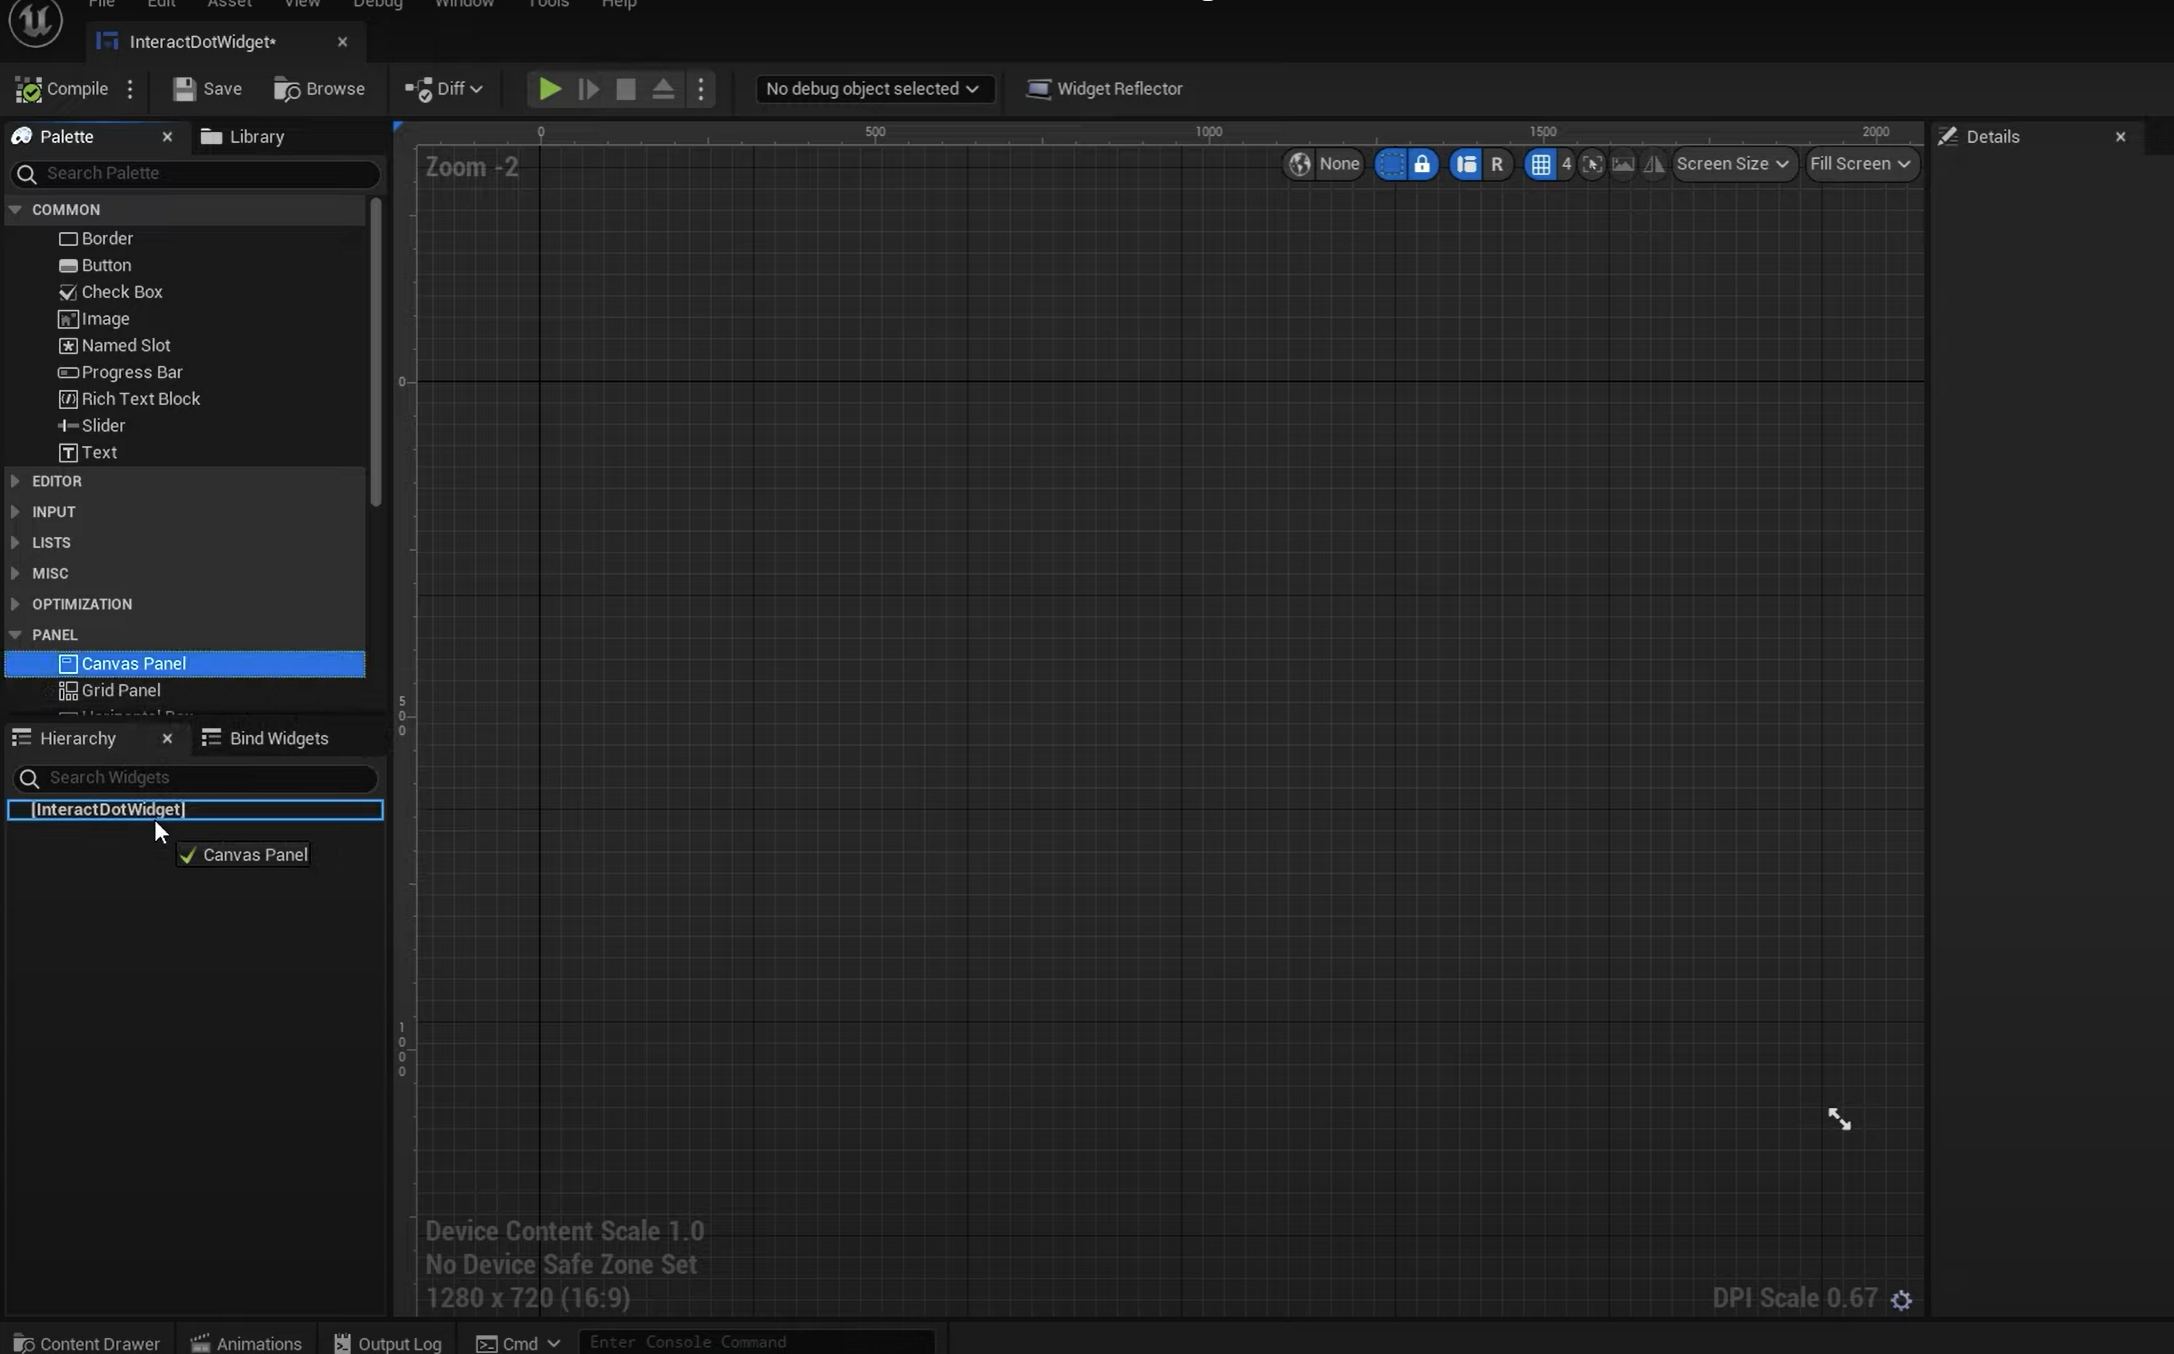 File Edit Asset View Debug Window Tools Help
InteractDotWidget*
Compile Save Browse Diff No debug object selected Widget Reflector
Palette Library
Search Palette
COMMON
Border
Button
Check Box
Image
Named Slot
Progress Bar
Rich Text Block
Slider
Text
EDITOR
INPUT
LISTS
MISC
OPTIMIZATION
PANEL
Canvas Panel
Grid Panel
Horizontal Box
Hierarchy Bind Widgets
Search Widgets
[InteractDotWidget]
Canvas Panel
0 500 1000 1500 2000
Zoom -2
None R 4 Screen Size Fill Screen
0
500
1000
Device Content Scale 1.0
No Device Safe Zone Set
1280 x 720 (16:9)
DPI Scale 0.67
Details
Content Drawer Animations Output Log Cmd Enter Console Command